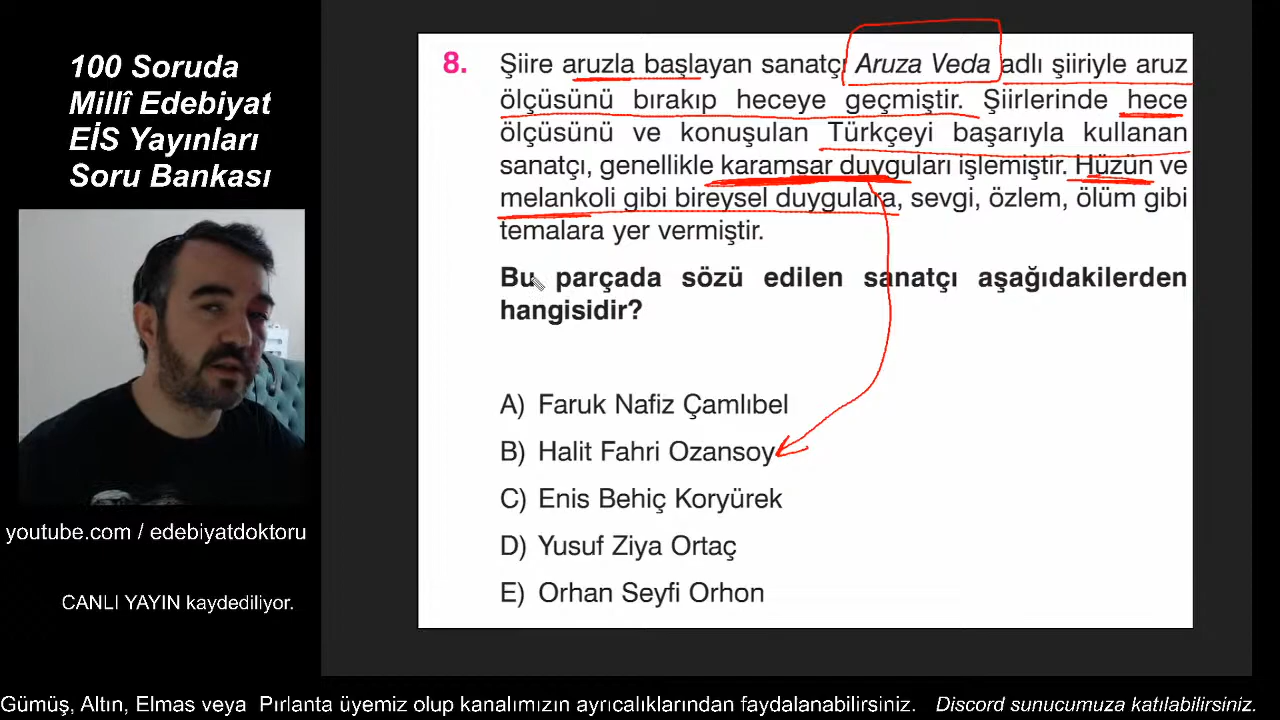 100 Soruda
Millî Edebiyat
EİS Yayınları
Soru Bankası
youtube.com / edebiyatdoktoru
CANLI YAYIN kaydediliyor.
8. Şiire aruzla başlayan sanatçı Aruza Veda adlı şiiriyle aruz
ölçüsünü bırakıp heceye geçmiştir. Şiirlerinde hece
ölçüsünü ve konuşulan Türkçeyi başarıyla kullanan
sanatçı, genellikle karamsar duyguları işlemiştir. Hüzün ve
melankoli gibi bireysel duygulara, sevgi, özlem, ölüm gibi
temalara yer vermiştir.
Bu parçada sözü edilen sanatçı aşağıdakilerden
hangisidir?
A) Faruk Nafiz Çamlıbel
B) Halit Fahri Ozansoy
C) Enis Behiç Koryürek
D) Yusuf Ziya Ortaç
E) Orhan Seyfi Orhon
Gümüş, Altın, Elmas veya Pırlanta üyemiz olup kanalımızın ayrıcalıklarından faydalanabilirsiniz. Discord sunucumuza katılabilirsiniz.